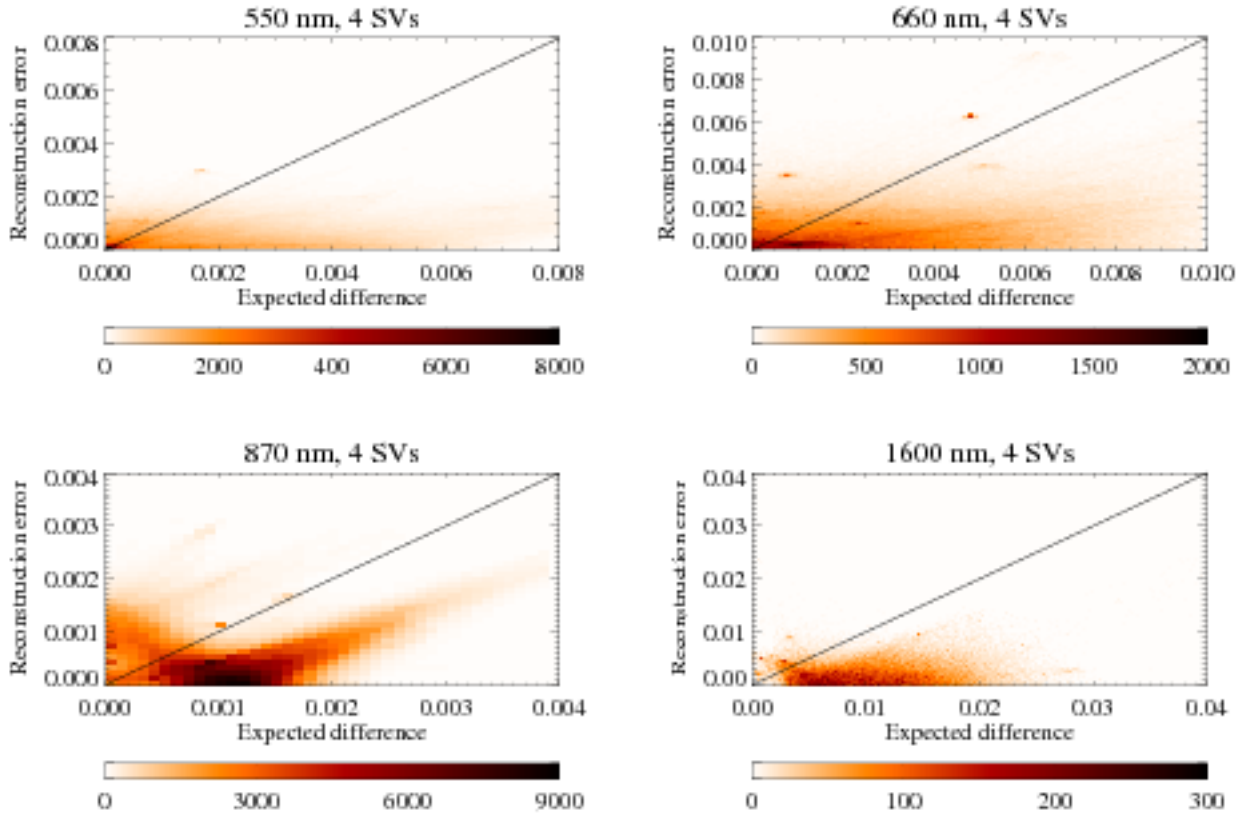 550 nm, 4 SVs
0.008
0.006
0.004
0.002
0.000
Reconstruction error
0.000 0.002 0.004 0.006 0.008
Expected difference
0 2000 400 6000 8000
660 nm, 4 SVs
0.010
0.008
0.006
0.004
0.002
0.000
Reconstruction error
0.000 0.002 0.004 0.006 0.008 0.010
Expected difference
0 500 1000 1500 2000
870 nm, 4 SVs
0.004
0.003
0.002
0.001
0.000
Reconstruction error
0.000 0.001 0.002 0.003 0.004
Expected difference
0 3000 6000 9000
1600 nm, 4 SVs
0.04
0.03
0.02
0.01
0.00
Reconstruction error
0.00 0.01 0.02 0.03 0.04
Expected difference
0 100 200 300